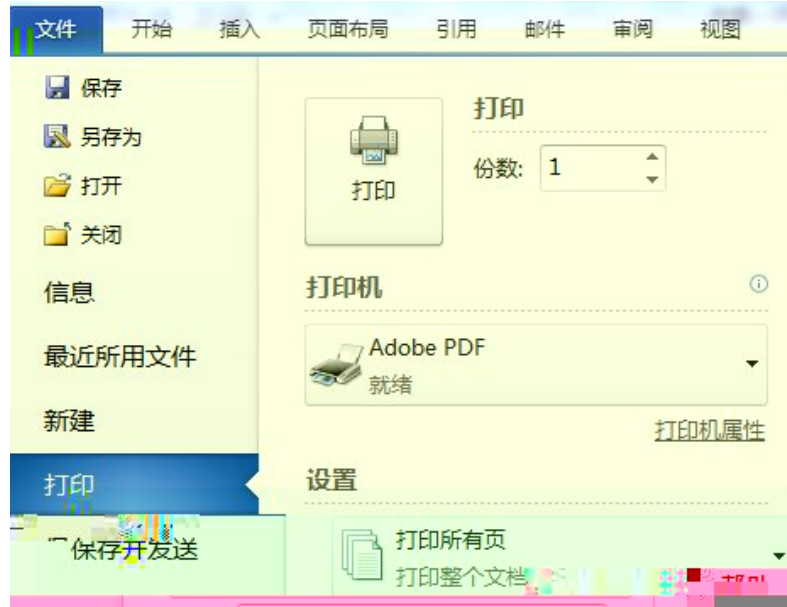 文件 开始 插入 页面布局 引用 邮件 审阅 视图
保存
另存为
打开
关闭
信息
最近所用文件
新建
打印
保存并发送
打印
打印
份数: 1
打印机
Adobe PDF
就绪
打印机属性
设置
打印所有页
打印整个文档